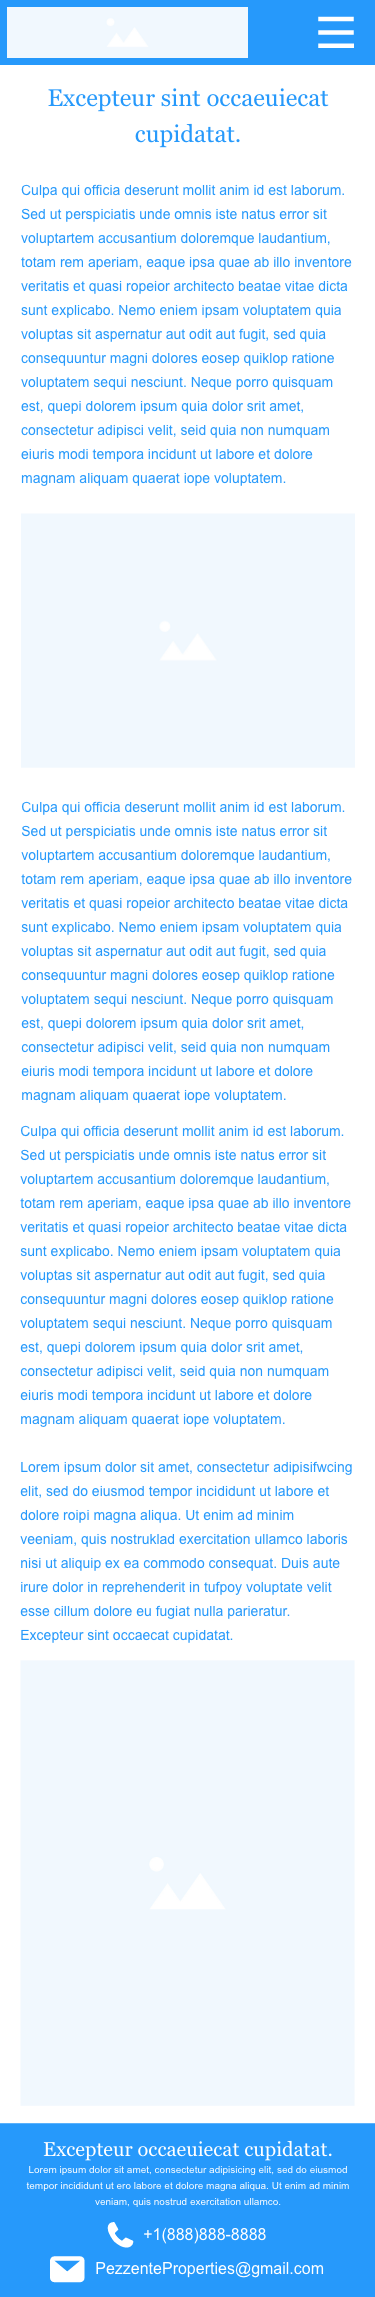 Excepteur sint occaeuiecat
cupidatat.
Culpa qui officia deserunt mollit anim id est laborum.
Sed ut perspiciatis unde omnis iste natus error sit
voluptartem accusantium doloremque laudantium,
totam rem aperiam, eaque ipsa quae ab illo inventore
veritatis et quasi ropeior architecto beatae vitae dicta
sunt explicabo. Nemo eniem ipsam voluptatem quia
voluptas sit aspernatur aut odit aut fugit, sed quia
consequuntur magni dolores eosep quiklop ratione
voluptatem sequi nesciunt. Neque porro quisquam
est, quepi dolorem ipsum quia dolor srit amet,
consectetur adipisci velit, seid quia non numquam
eiuris modi tempora incidunt ut labore et dolore
magnam aliquam quaerat iope voluptatem.
Culpa qui officia deserunt mollit anim id est laborum.
Sed ut perspiciatis unde omnis iste natus error sit
voluptartem accusantium doloremque laudantium,
totam rem aperiam, eaque ipsa quae ab illo inventore
veritatis et quasi ropeior architecto beatae vitae dicta
sunt explicabo. Nemo eniem ipsam voluptatem quia
voluptas sit aspernatur aut odit aut fugit, sed quia
consequuntur magni dolores eosep quiklop ratione
voluptatem sequi nesciunt. Neque porro quisquam
est, quepi dolorem ipsum quia dolor srit amet,
consectetur adipisci velit, seid quia non numquam
eiuris modi tempora incidunt ut labore et dolore
magnam aliquam quaerat iope voluptatem.
Culpa qui officia deserunt mollit anim id est laborum.
Sed ut perspiciatis unde omnis iste natus error sit
voluptartem accusantium doloremque laudantium,
totam rem aperiam, eaque ipsa quae ab illo inventore
veritatis et quasi ropeior architecto beatae vitae dicta
sunt explicabo. Nemo eniem ipsam voluptatem quia
voluptas sit aspernatur aut odit aut fugit, sed quia
consequuntur magni dolores eosep quiklop ratione
voluptatem sequi nesciunt. Neque porro quisquam
est, quepi dolorem ipsum quia dolor srit amet,
consectetur adipisci velit, seid quia non numquam
eiuris modi tempora incidunt ut labore et dolore
magnam aliquam quaerat iope voluptatem.
Lorem ipsum dolor sit amet, consectetur adipisifwcing
elit, sed do eiusmod tempor incididunt ut labore et
dolore roipi magna aliqua. Ut enim ad minim
veeniam, quis nostruklad exercitation ullamco laboris
nisi ut aliquip ex ea commodo consequat. Duis aute
irure dolor in reprehenderit in tufpoy voluptate velit
esse cillum dolore eu fugiat nulla parieratur.
Excepteur sint occaecat cupidatat.
Excepteur occaeuiecat cupidatat.
Lorem ipsum dolor sit amet, consectetur adipisicing elit, sed do eiusmod
tempor incididunt ut ero labore et dolore magna aliqua. Ut enim ad minim
veniam, quis nostrud exercitation ullamco.
+1(888)888-8888
PezzenteProperties@gmail.com